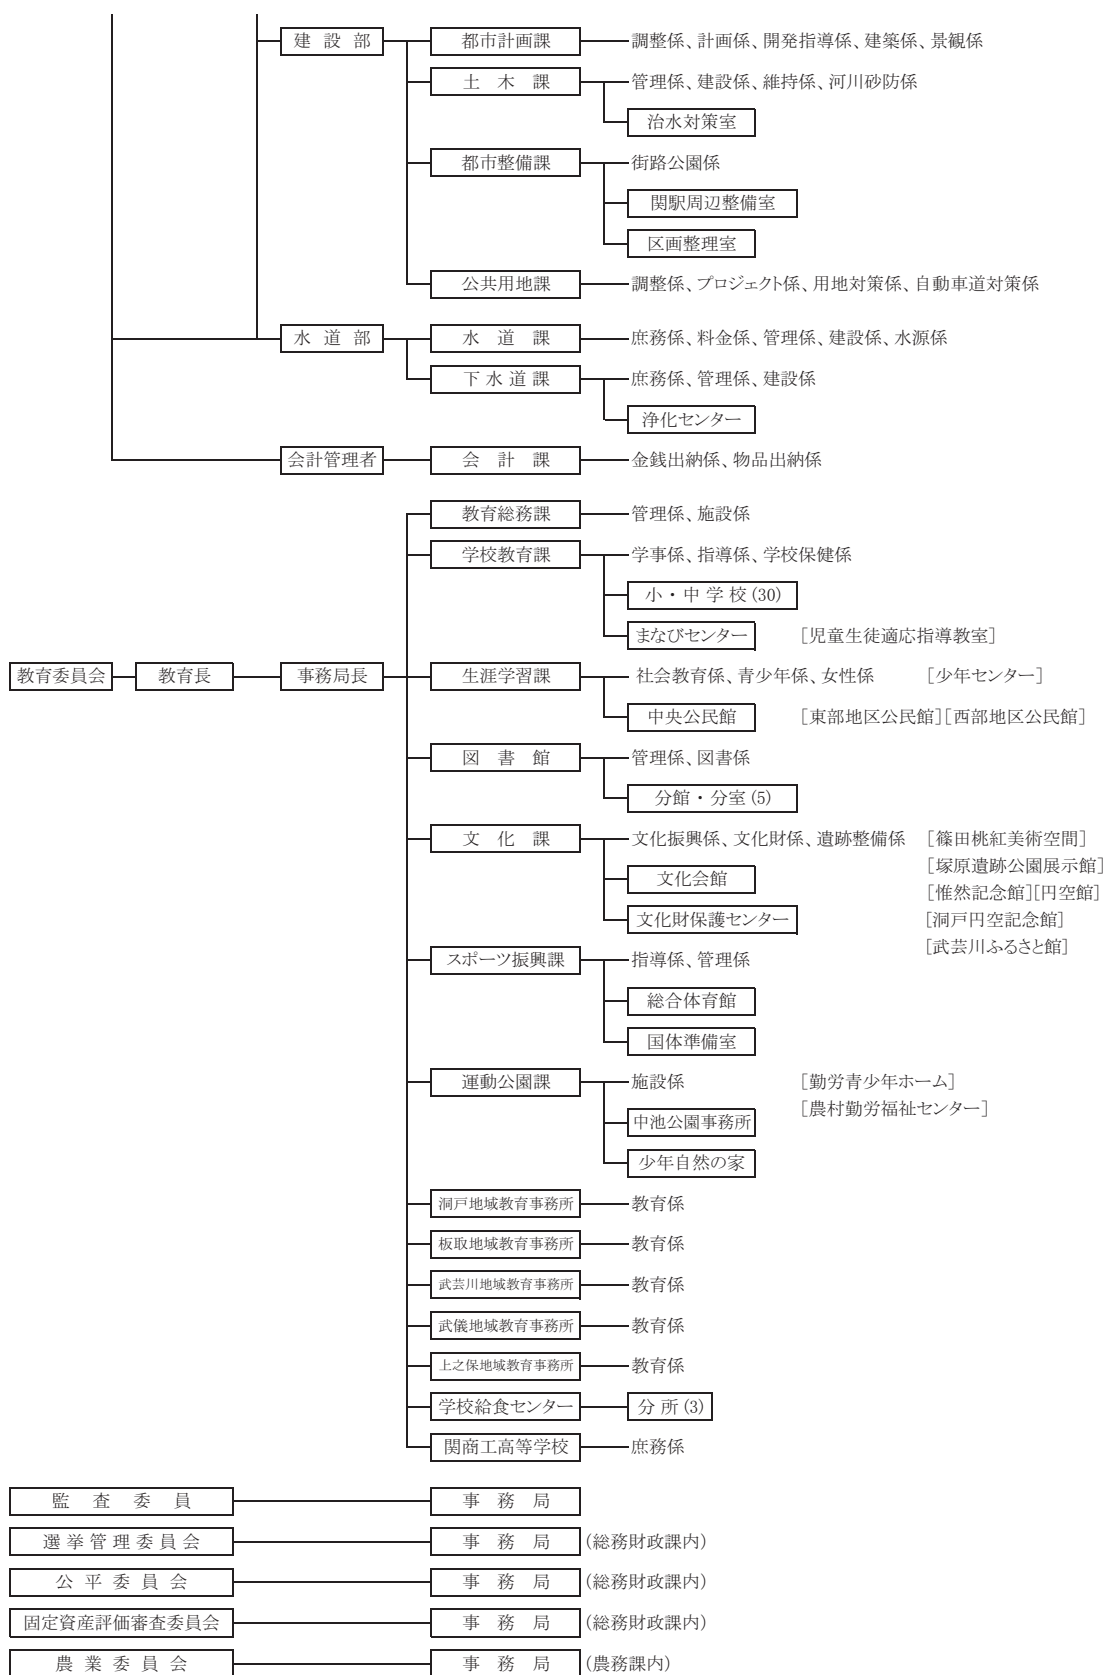 建設部 都市計画課 調整係、計画係、開発指導係、建築係、景観係
土木課 管理係、建設係、維持係、河川砂防係
治水対策室
都市整備課 街路公園係
関駅周辺整備室
区画整理室
公共用地課 調整係、プロジェクト係、用地対策係、自動車道対策係
水道部 水道課 庶務係、料金係、管理係、建設係、水源係
下水道課 庶務係、管理係、建設係
浄化センター
会計管理者 会計課 金銭出納係、物品出納係
教育総務課 管理係、施設係
学校教育課 学事係、指導係、学校保健係
小・中学校(30)
まなびセンター [児童生徒適応指導教室]
教育委員会 教育長 事務局長 生涯学習課 社会教育係、青少年係、女性係 [少年センター]
中央公民館 [東部地区公民館][西部地区公民館]
図書館 管理係、図書係
分館・分室(5)
文化課 文化振興係、文化財係、遺跡整備係 [篠田桃紅美術空間]
[塚原遺跡公園展示館]
文化会館
[惟然記念館][円空館]
文化財保護センター [洞戸円空記念館]
[武芸川ふるさと館]
スポーツ振興課 指導係、管理係
総合体育館
国体準備室
運動公園課 施設係 [勤労青少年ホーム]
[農村勤労福祉センター]
中池公園事務所
少年自然の家
洞戸地域教育事務所 教育係
板取地域教育事務所 教育係
武芸川地域教育事務所 教育係
武儀地域教育事務所 教育係
上之保地域教育事務所 教育係
学校給食センター 分所(3)
関商工高等学校 庶務係
監査委員 事務局
選挙管理委員会 事務局 (総務財政課内)
公平委員会 事務局 (総務財政課内)
固定資産評価審査委員会 事務局 (総務財政課内)
農業委員会 事務局 (農務課内)